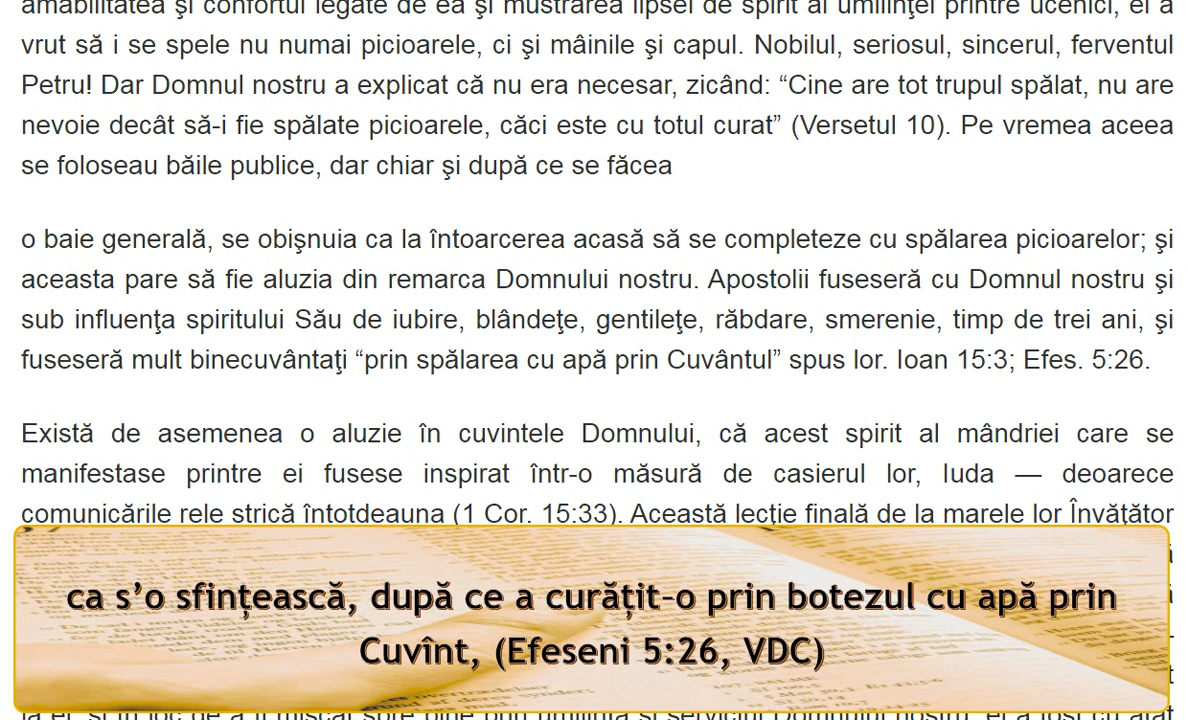 amabilitatea şi confortul legate de ea şi mustrarea lipsei de spirit al umilinţei printre ucenici, el a
vrut să i se spele nu numai picioarele, ci şi mâinile şi capul. Nobilul, seriosul, sincerul, ferventul
Petru! Dar Domnul nostru a explicat că nu era necesar, zicând: “Cine are tot trupul spălat, nu are
nevoie decât să-i fie spălate picioarele, căci este cu totul curat” (Versetul 10). Pe vremea aceea
se foloseau băile publice, dar chiar şi după ce se făcea
o baie generală, se obişnuia ca la întoarcerea acasă să se completeze cu spălarea picioarelor; şi
aceasta pare să fie aluzia din remarca Domnului nostru. Apostolii fuseseră cu Domnul nostru şi
sub influenţa spiritului Său de iubire, blândeţe, gentileţe, răbdare, smerenie, timp de trei ani, şi
fuseseră mult binecuvântaţi “prin spălarea cu apă prin Cuvântul” spus lor. Ioan 15:3; Efes. 5:26.
Există de asemenea o aluzie în cuvintele Domnului, că acest spirit al mândriei care se
manifestase printre ei fusese inspirat într-o măsură de casierul lor, Iuda — deoarece
comunicările rele strică întotdeauna (1 Cor. 15:33). Această lecţie finală de la marele lor Învăţător
ca s’o sfințească, după ce a curățit-o prin botezul cu apă prin
Cuvînt, (Efeseni 5:26, VDC)